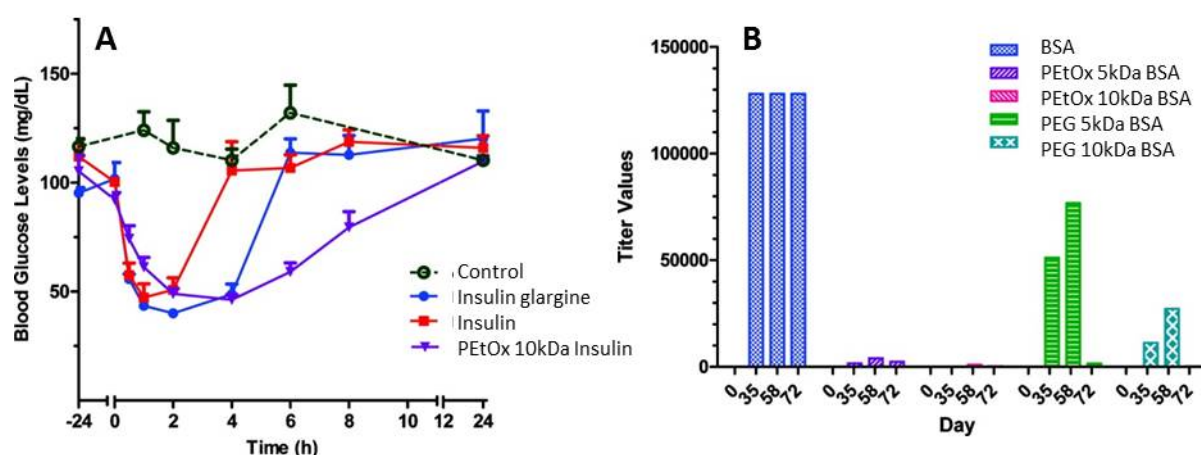 A
Blood Glucose Levels (mg/dL)
150
100
50
-24 0 2 4 6 8 10 12 24
Time (h)
Control
Insulin glargine
Insulin
PEtOx 10kDa Insulin
B
Titer Values
150000
100000
50000
0
0 35 58 72 0 35 58 72 0 35 58 72 0 35 58 72 0 35 58 72
Day
BSA
PEtOx 5kDa BSA
PEtOx 10kDa BSA
PEG 5kDa BSA
PEG 10kDa BSA